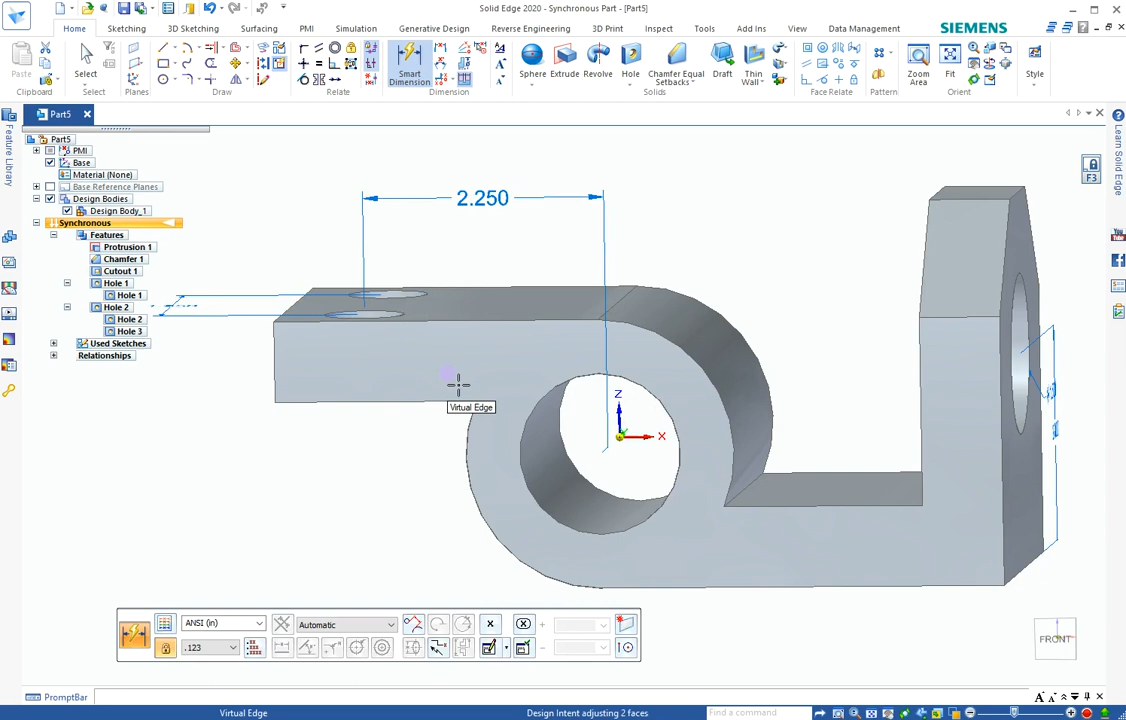 Solid Edge 2020 - Synchronous Part - [Part5]
Home Sketching 3D Sketching Surfacing PMI Simulation Generative Design Reverse Engineering 3D Print Inspect Tools Add Ins View Data Management
SIEMENS
Paste Select Smart Dimension Sphere Extrude Revolve Hole Chamfer Equal Setbacks Draft Thin Wall Zoom Area Fit Style
Clipboard Select Planes Draw Relate Dimension Solids Face Relate Pattern Orient Style
Part5
Feature Library
Learn Solid Edge
F3
You Tube
Part5
PMI
Base
Material (None)
Base Reference Planes
Design Bodies
Design Body_1
Synchronous
Features
Protrusion 1
Chamfer 1
Cutout 1
Hole 1
Hole 1
Hole 2
Hole 2
Hole 3
Used Sketches
Relationships
2.250
Z
X
Virtual Edge
FRONT
ANSI (in)
Automatic
.123
PromptBar
Virtual Edge
Design Intent adjusting 2 faces
Find a command